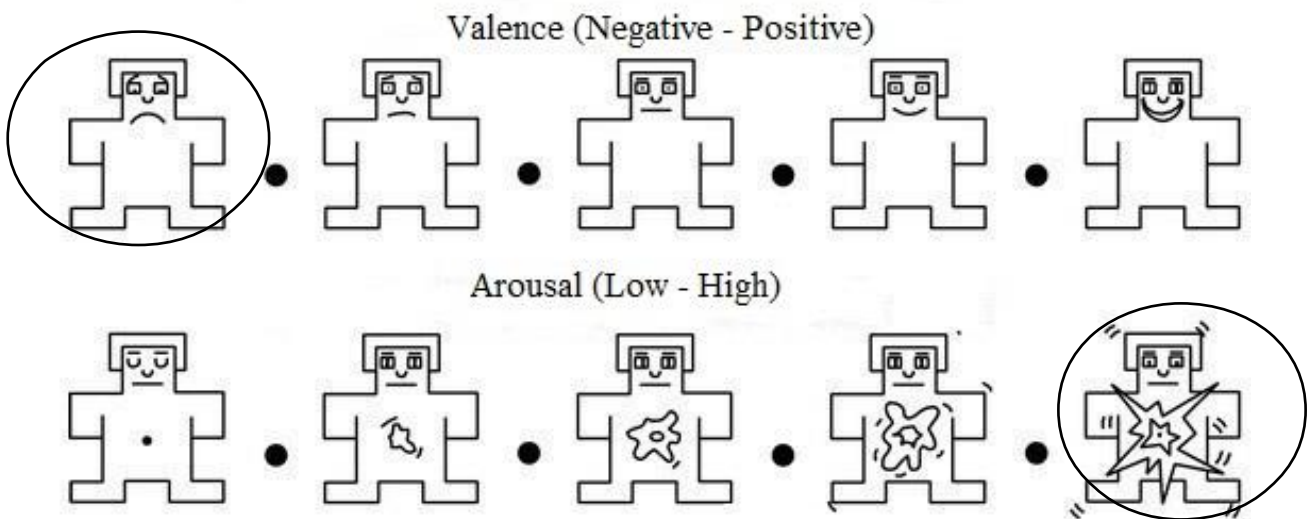 Valence (Negative - Positive)
Arousal (Low - High)